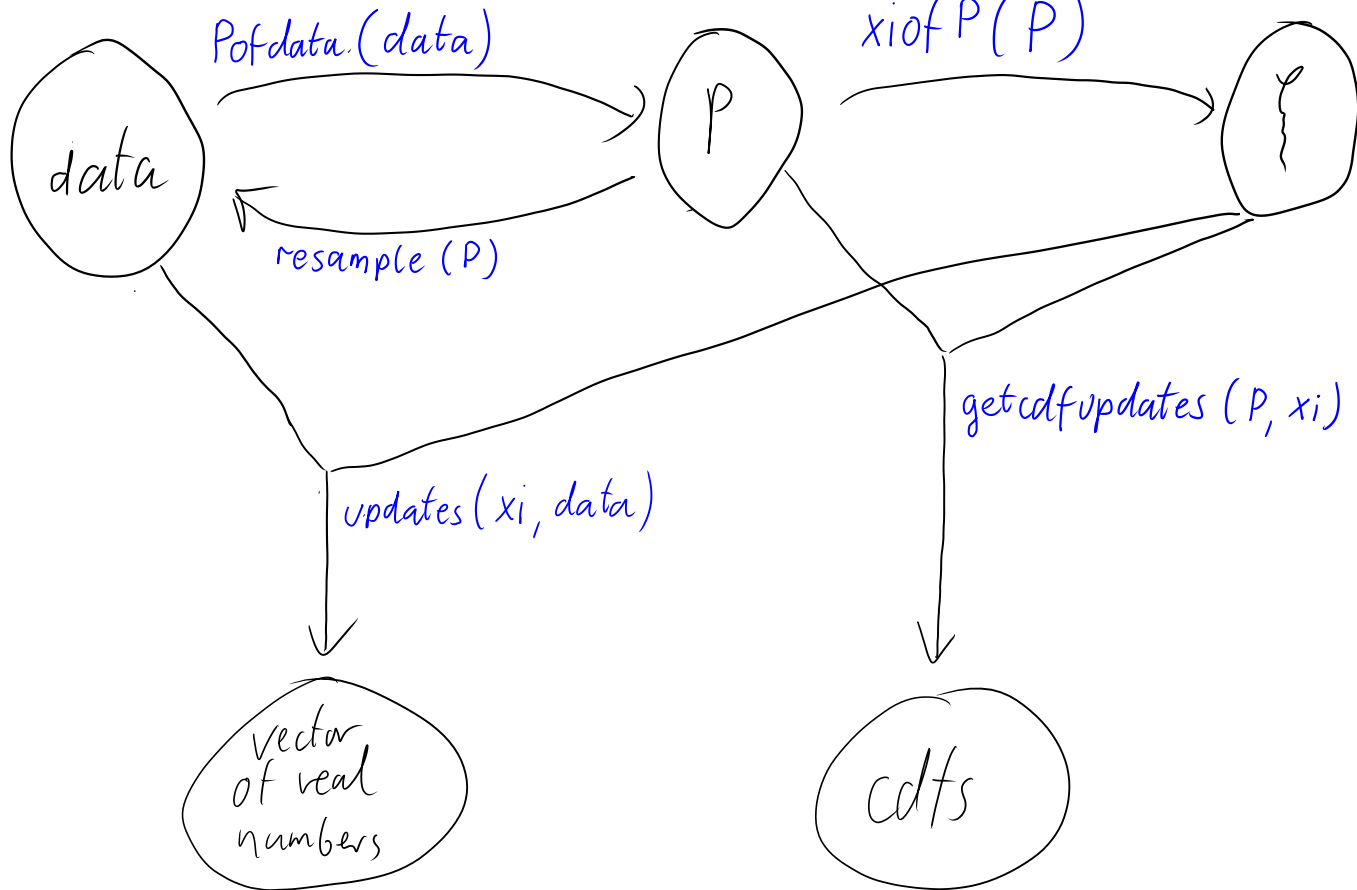 Pofdata.(data)
xiofP(P)
data
P
ξ
resample (P)
getcdfupdates (P, xi)
updates (xi, data)
vector
of real
numbers
cdfs